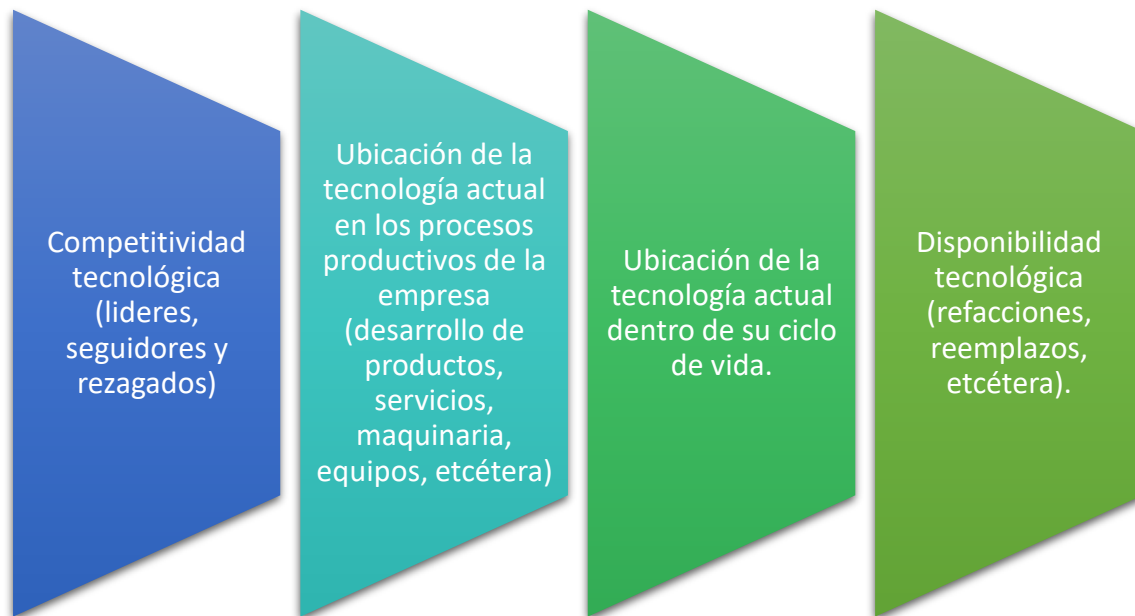 Competitividad
tecnológica
(lideres,
seguidores y
rezagados)
Ubicación de la
tecnología actual
en los procesos
productivos de la
empresa
(desarrollo de
productos,
servicios,
maquinaria,
equipos, etcétera)
Ubicación de la
tecnología actual
dentro de su ciclo
de vida.
Disponibilidad
tecnológica
(refacciones,
reemplazos,
etcétera).